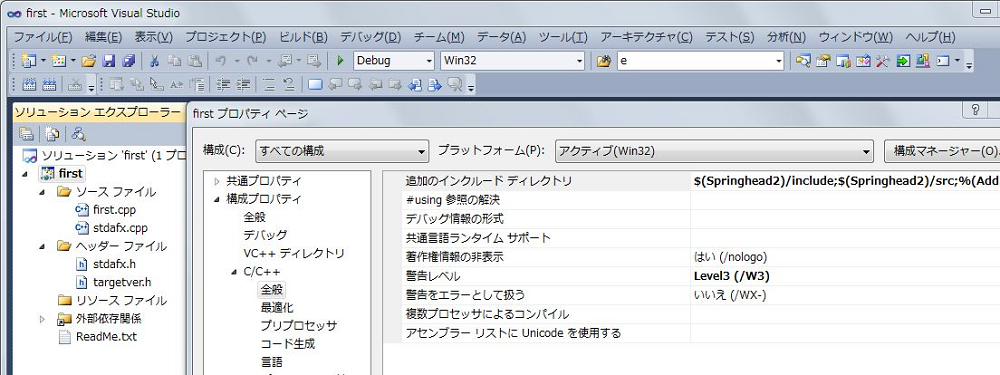 first - Microsoft Visual Studio
ファイル(F) 編集(E) 表示(V) プロジェクト(P) ビルド(B) デバッグ(D) チーム(M) データ(A) ツール(T) アーキテクチャ(C) テスト(S) 分析(N) ウィンドウ(W) ヘルプ(H)
Debug Win32 e
ソリューション エクスプローラー
first プロパティ ページ
構成(C): すべての構成 プラットフォーム(P): アクティブ(Win32) 構成マネージャー(O)
ソリューション 'first' (1 プロ
first
ソース ファイル
first.cpp
stdafx.cpp
ヘッダー ファイル
stdafx.h
targetver.h
リソース ファイル
外部依存関係
ReadMe.txt
共通プロパティ
構成プロパティ
全般
デバッグ
VC++ ディレクトリ
C/C++
全般
最適化
プリプロセッサ
コード生成
言語
追加のインクルード ディレクトリ $(Springhead2)/include;$(Springhead2)/src;%(Add
#using 参照の解決
デバッグ情報の形式
共通言語ランタイム サポート
著作権情報の非表示 はい (/nologo)
警告レベル Level3 (/W3)
警告をエラーとして扱う いいえ (/WX-)
複数プロセッサによるコンパイル
アセンブラー リストに Unicode を使用する